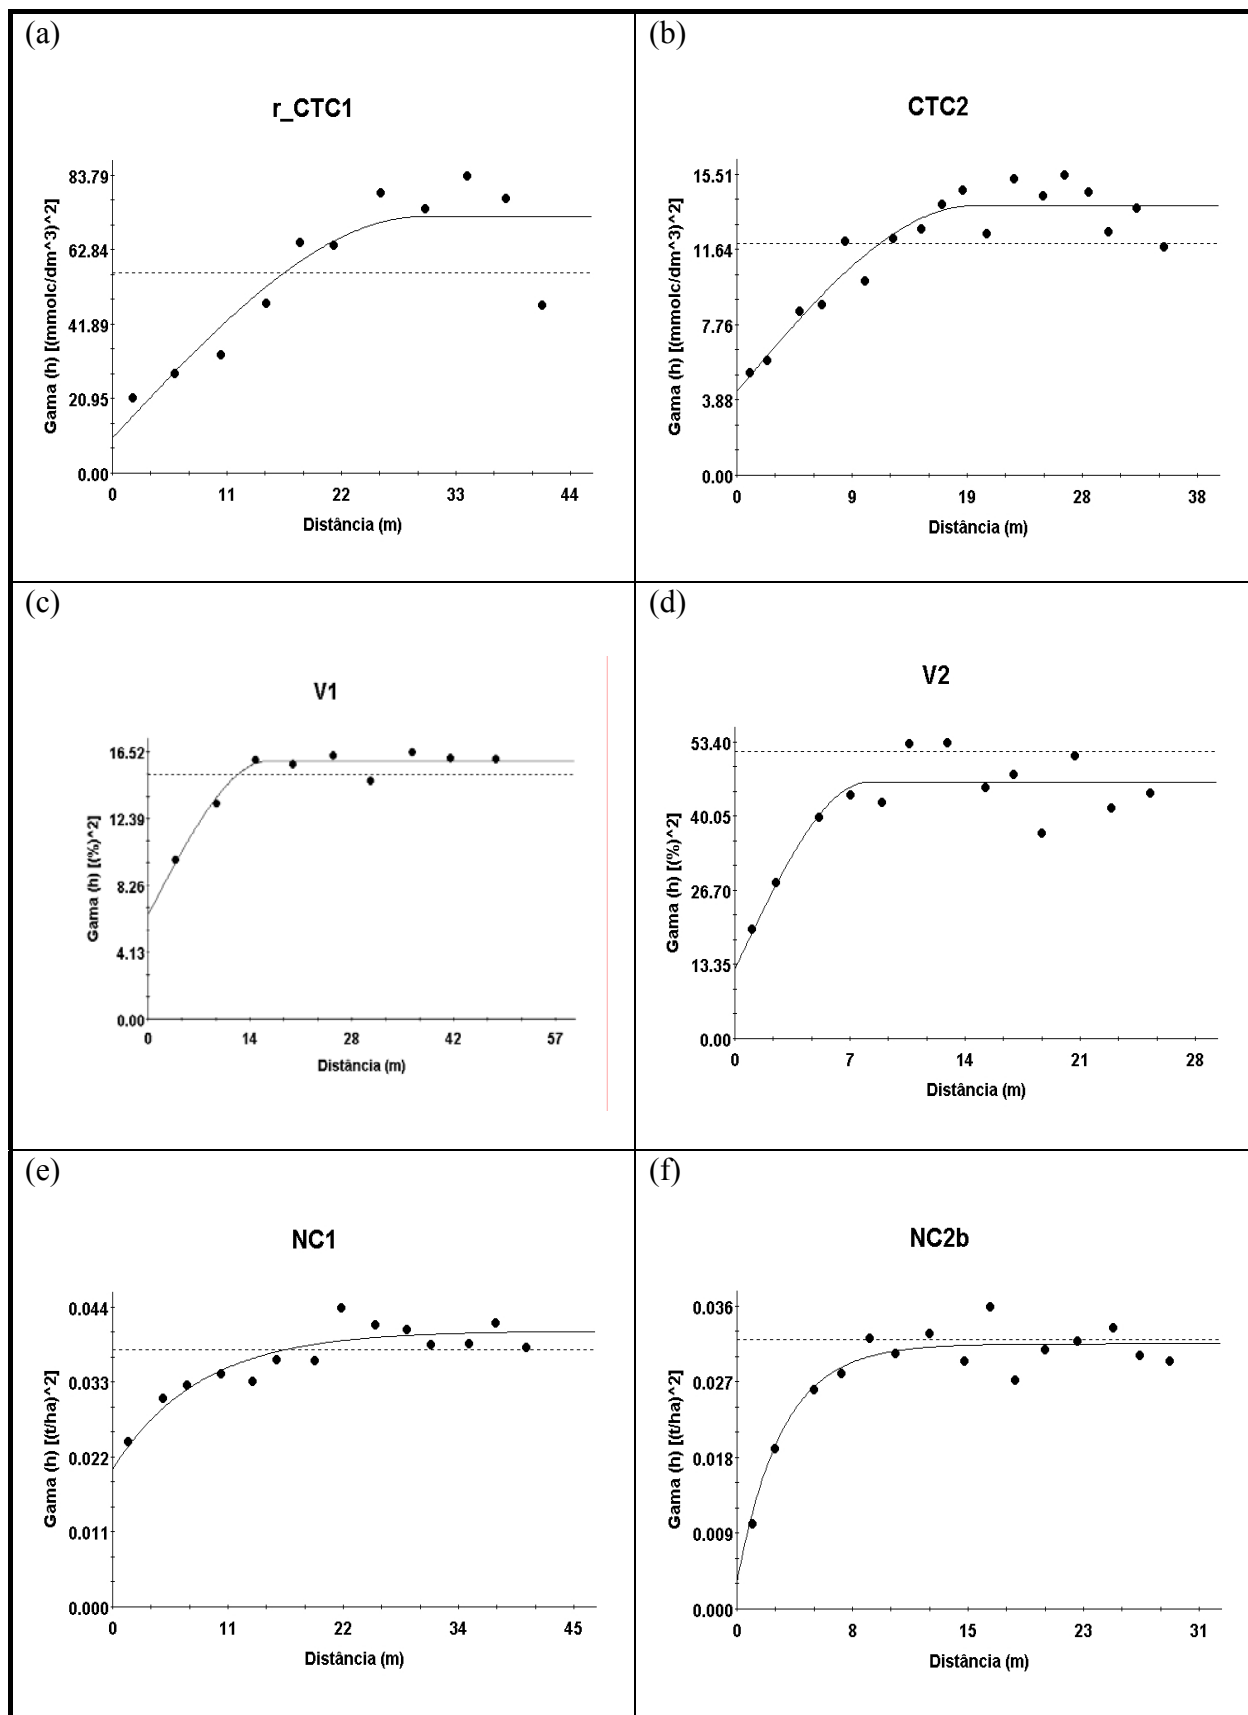 (a)
r_CTC1
Gama (h) [(mmolc/dm^3)^2]
83.79
62.84
41.89
20.95
0.00
0 11 22 33 44
Distância (m)
(b)
CTC2
Gama (h) [(mmolc/dm^3)^2]
15.51
11.64
7.76
3.88
0.00
0 9 19 28 38
Distância (m)
(c)
V1
Gama (h) [(%)^2]
16.52
12.39
8.26
4.13
0.00
0 14 28 42 57
Distância (m)
(d)
V2
Gama (h) [(%)^2]
53.40
40.05
26.70
13.35
0.00
0 7 14 21 28
Distância (m)
(e)
NC1
Gama (h) [(t/ha)^2]
0.044
0.033
0.022
0.011
0.000
0 11 22 34 45
Distância (m)
(f)
NC2b
Gama (h) [(t/ha)^2]
0.036
0.027
0.018
0.009
0.000
0 8 15 23 31
Distância (m)